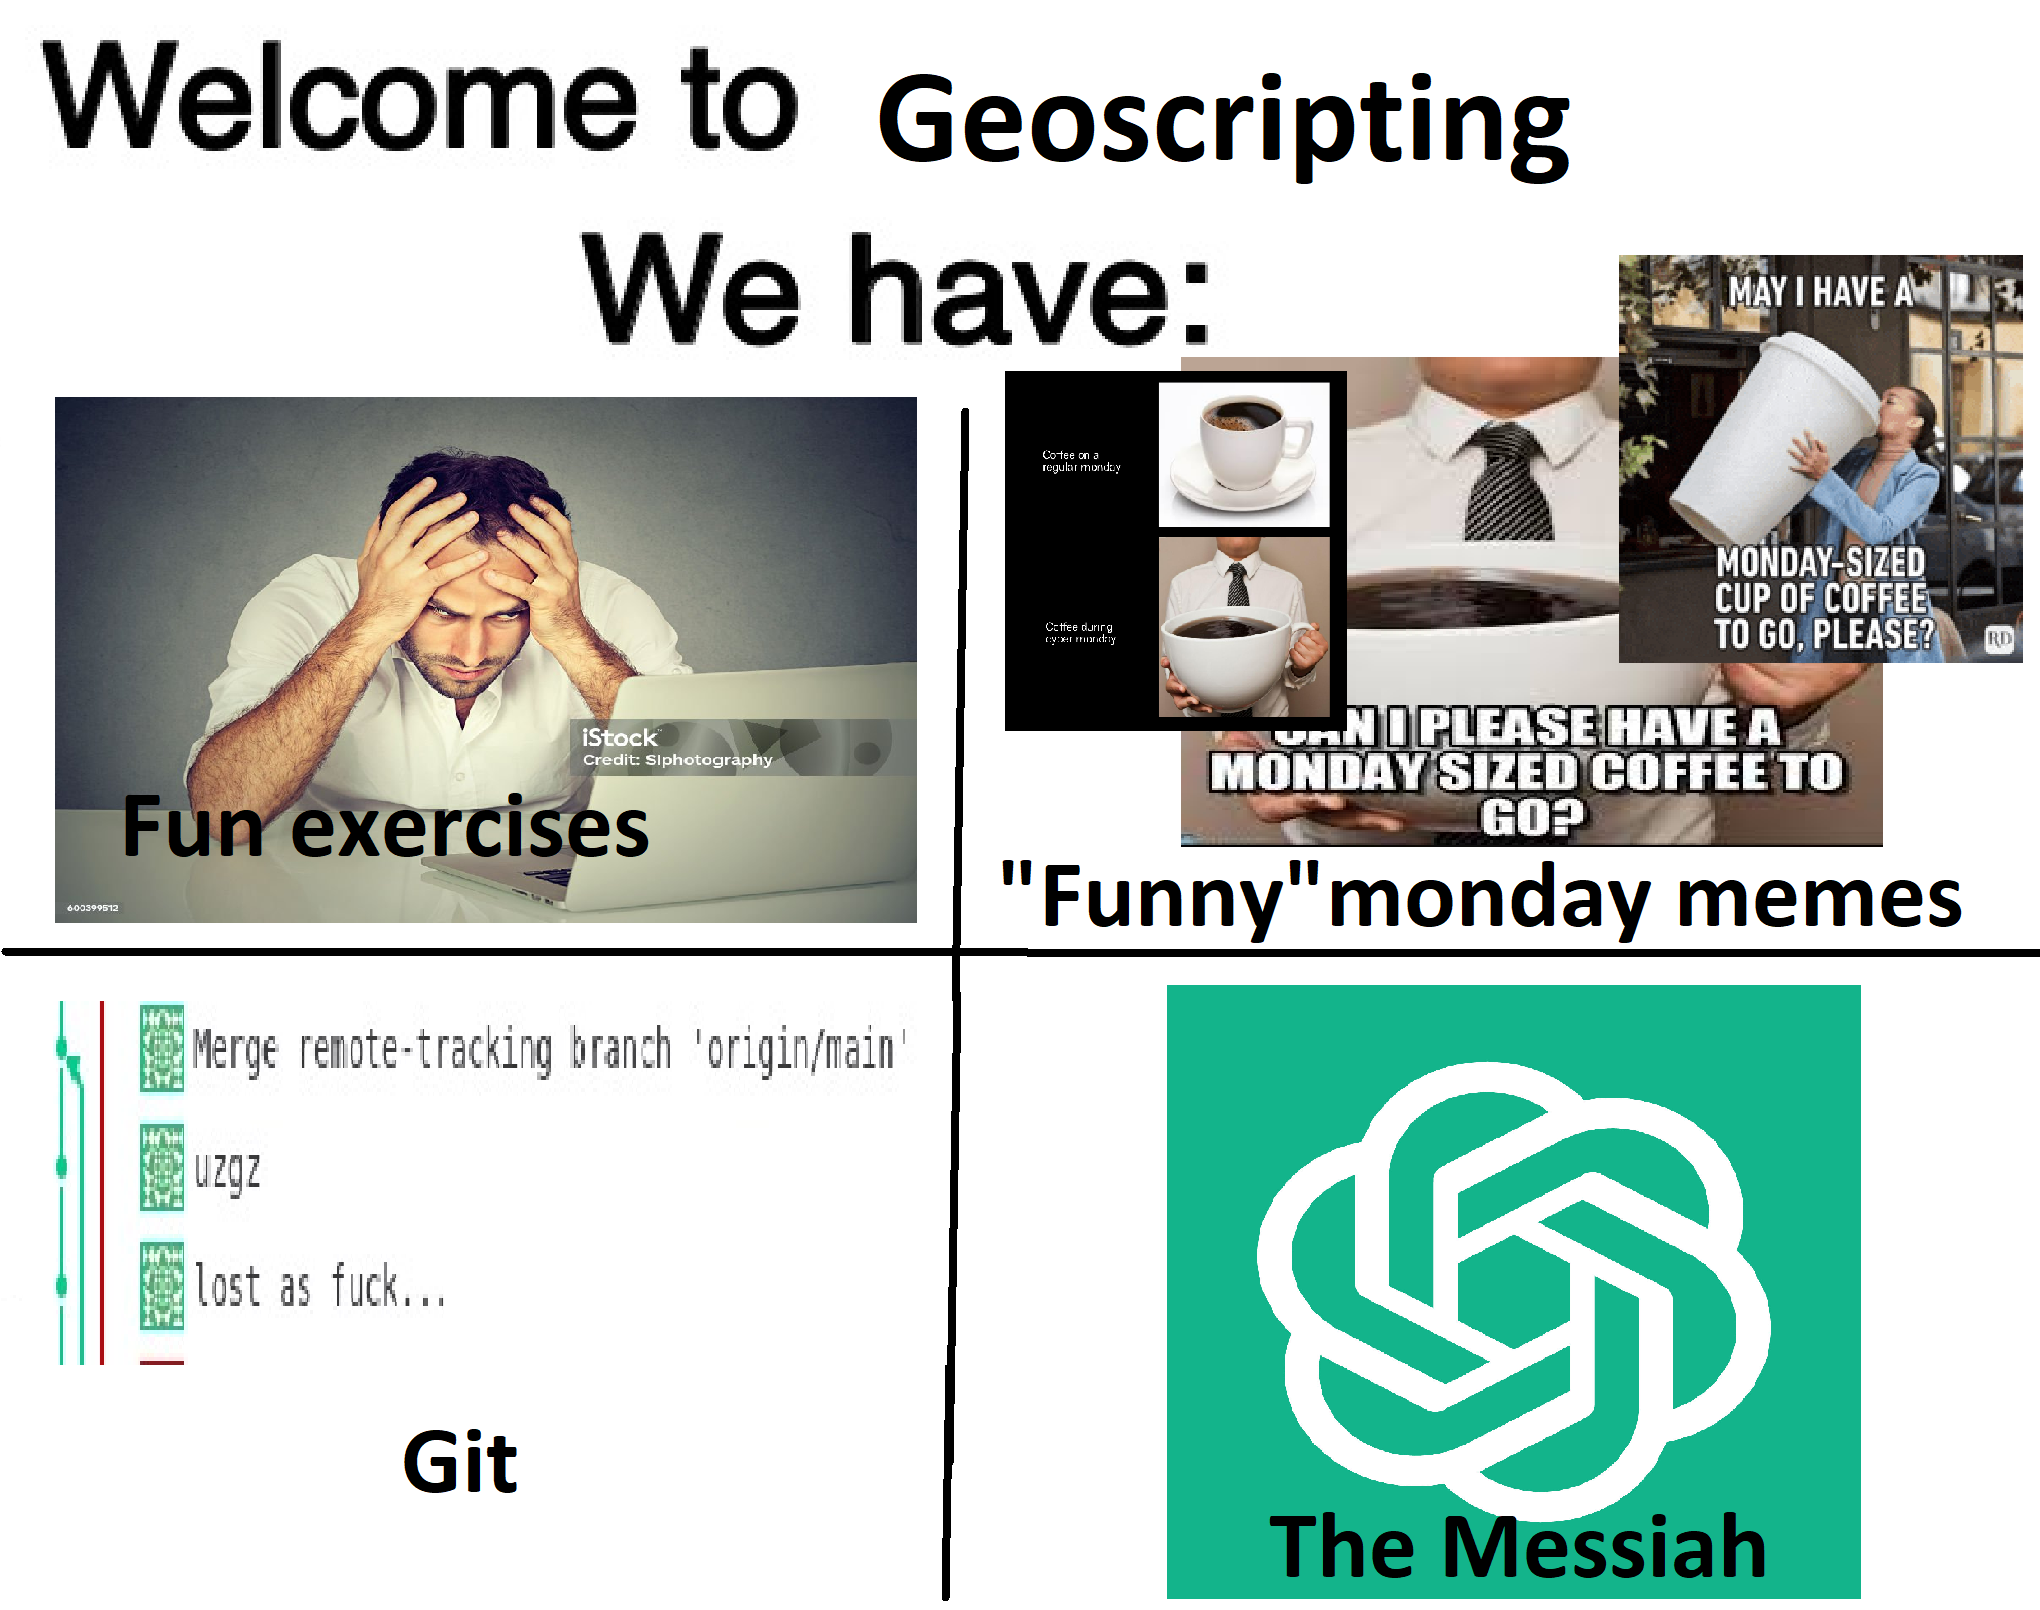 Welcome to Geoscripting
We have:
iStock
Credit: SIphotography
Fun exercises
600399512
Coffee on a
regular monday
Coffee during
cyber monday
CAN I PLEASE HAVE A
MONDAY SIZED COFFEE TO
GO?
MAY I HAVE A
MONDAY-SIZED
CUP OF COFFEE
TO GO, PLEASE?
RD
"Funny"monday memes
Merge remote-tracking branch 'origin/main'
uzgz
lost as fuck...
Git
The Messiah